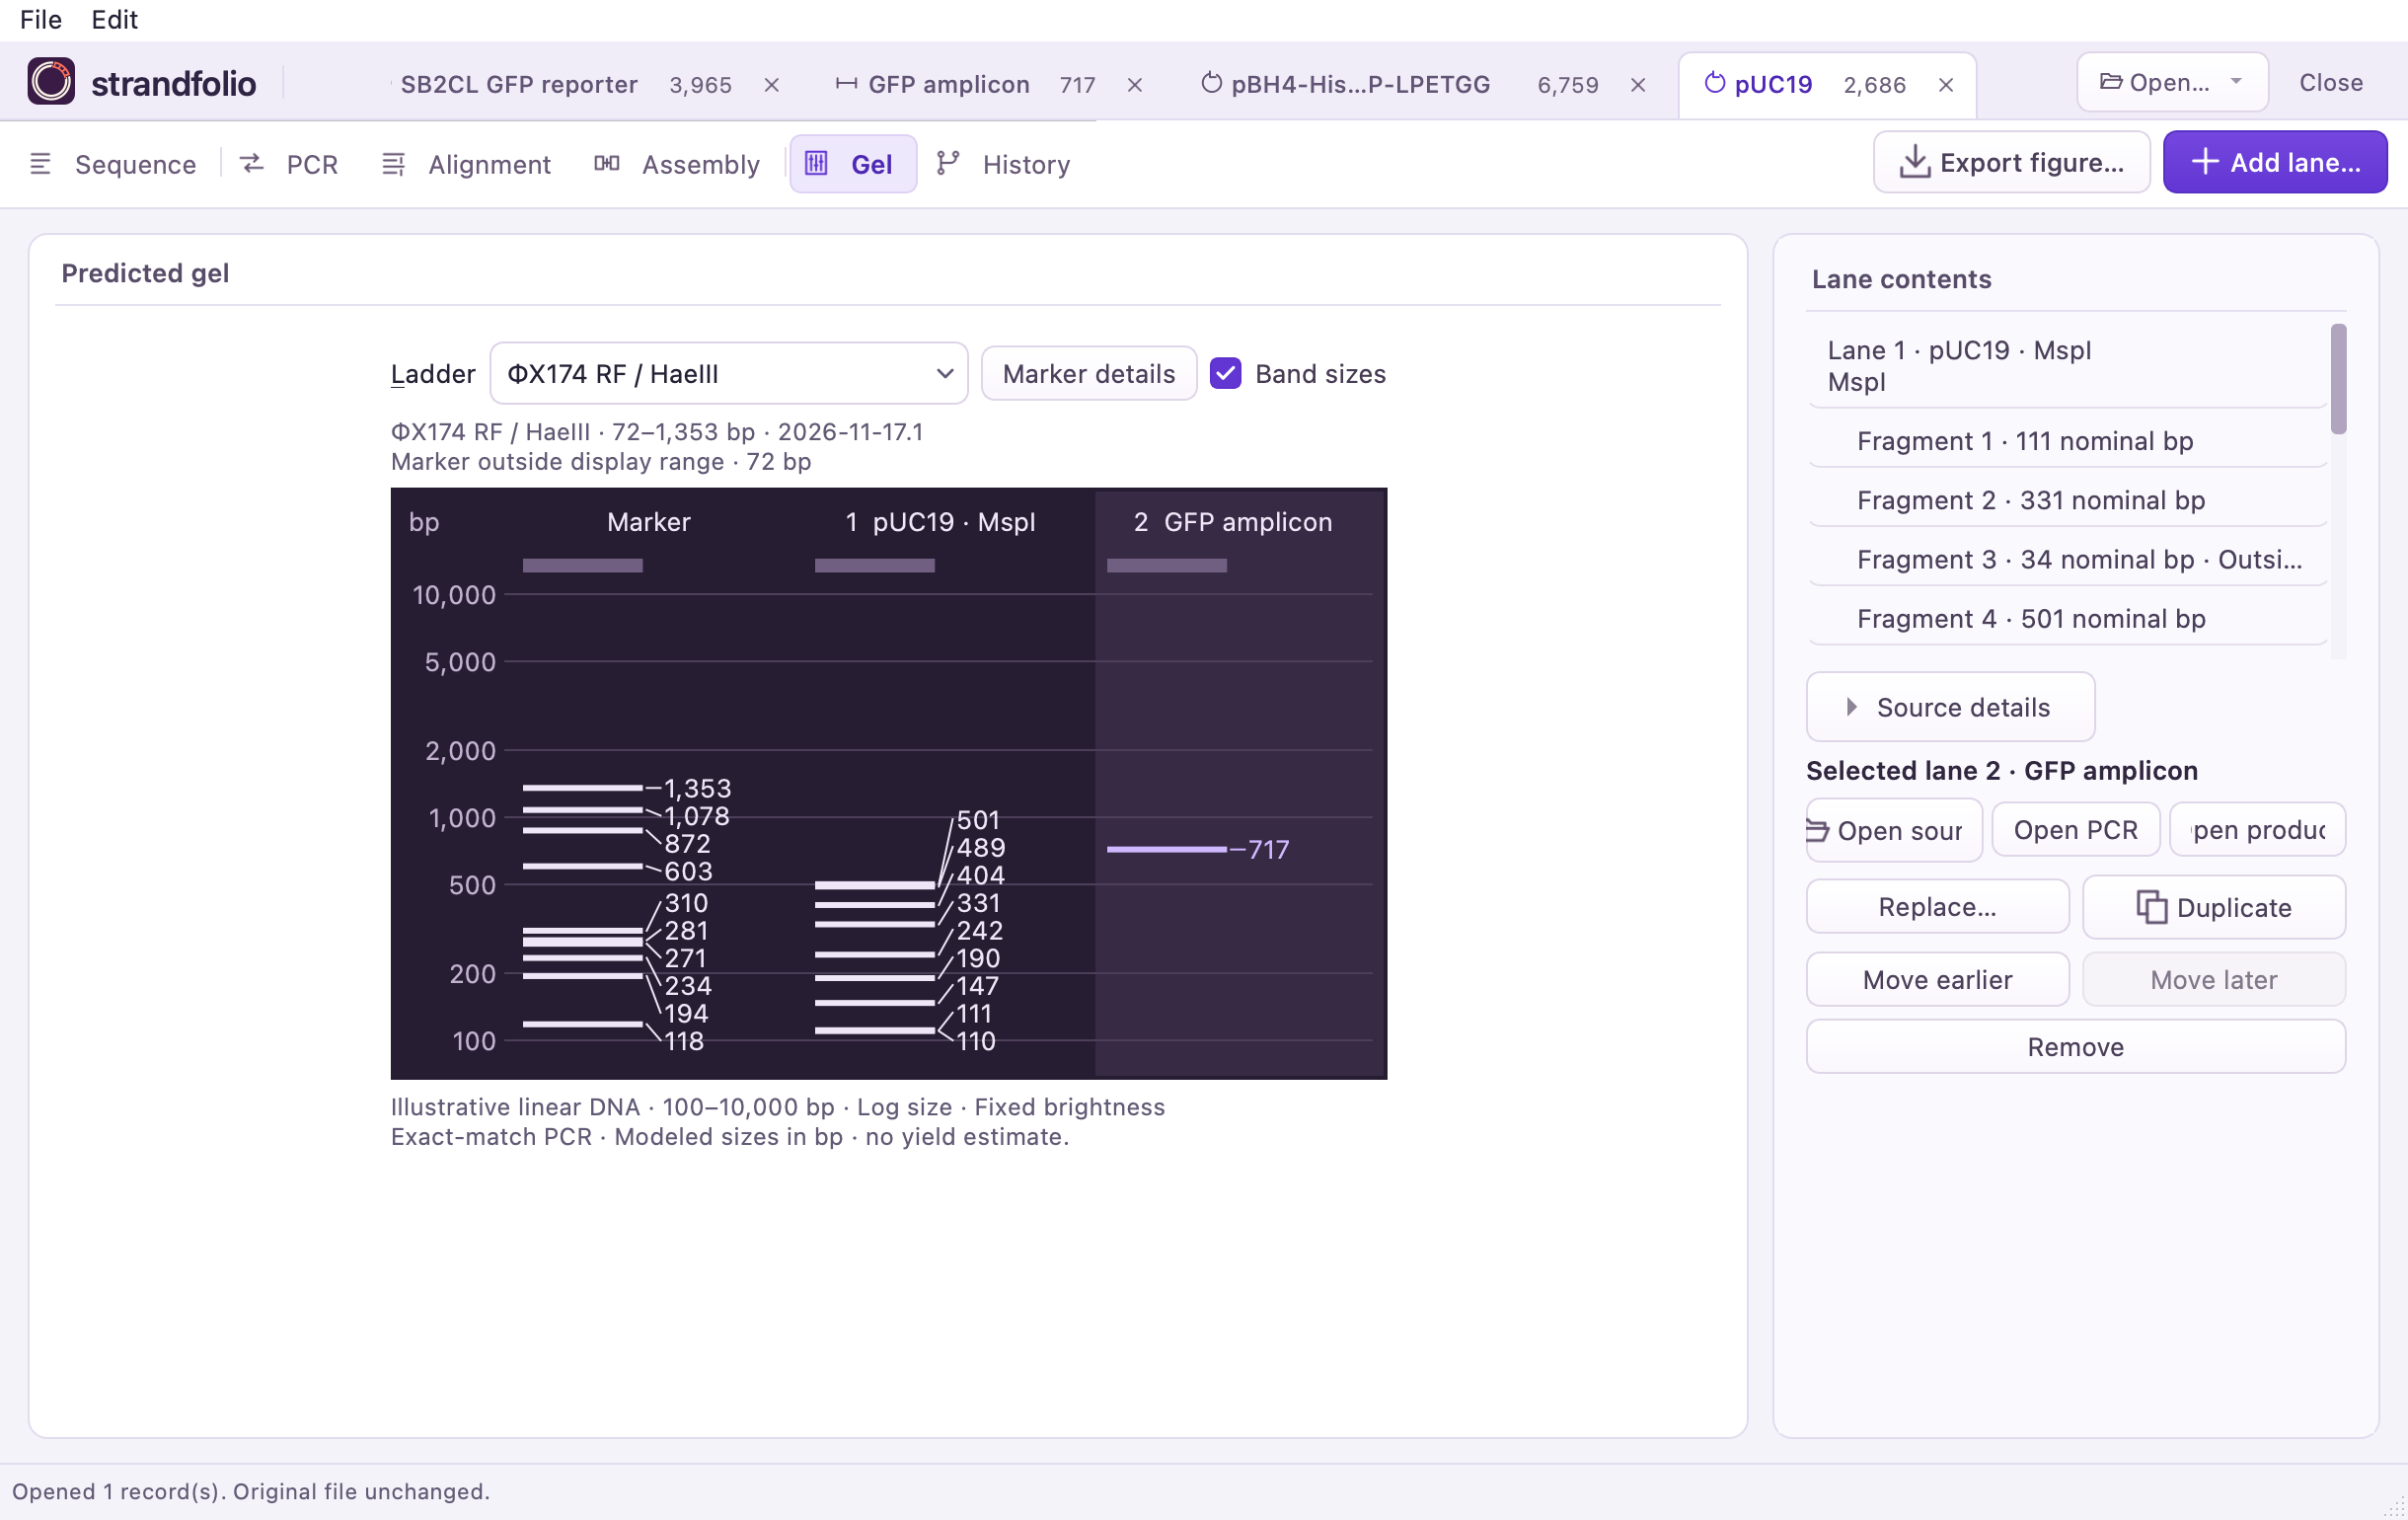 File Edit
strandfolio SB2CL GFP reporter 3,965 × GFP amplicon 717 × pBH4-His...P-LPETGG 6,759 × pUC19 2,686 × Open... Close
Sequence PCR Alignment Assembly Gel History Export figure... + Add lane...
Predicted gel
Ladder ΦX174 RF / HaeIII Marker details Band sizes
ΦX174 RF / HaeIII · 72–1,353 bp · 2026-11-17.1
Marker outside display range · 72 bp
bp Marker 1 pUC19 · MspI 2 GFP amplicon
10,000
5,000
2,000
1,000
500
200
100
1,353
1,078
872
603
310
281
271
234
194
118
501
489
404
331
242
190
147
111
110
717
Illustrative linear DNA · 100–10,000 bp · Log size · Fixed brightness
Exact-match PCR · Modeled sizes in bp · no yield estimate.
Lane contents
Lane 1 · pUC19 · MspI
MspI
Fragment 1 · 111 nominal bp
Fragment 2 · 331 nominal bp
Fragment 3 · 34 nominal bp · Outsi...
Fragment 4 · 501 nominal bp
Source details
Selected lane 2 · GFP amplicon
Open sour Open PCR pen produc
Replace... Duplicate
Move earlier Move later
Remove
Opened 1 record(s). Original file unchanged.